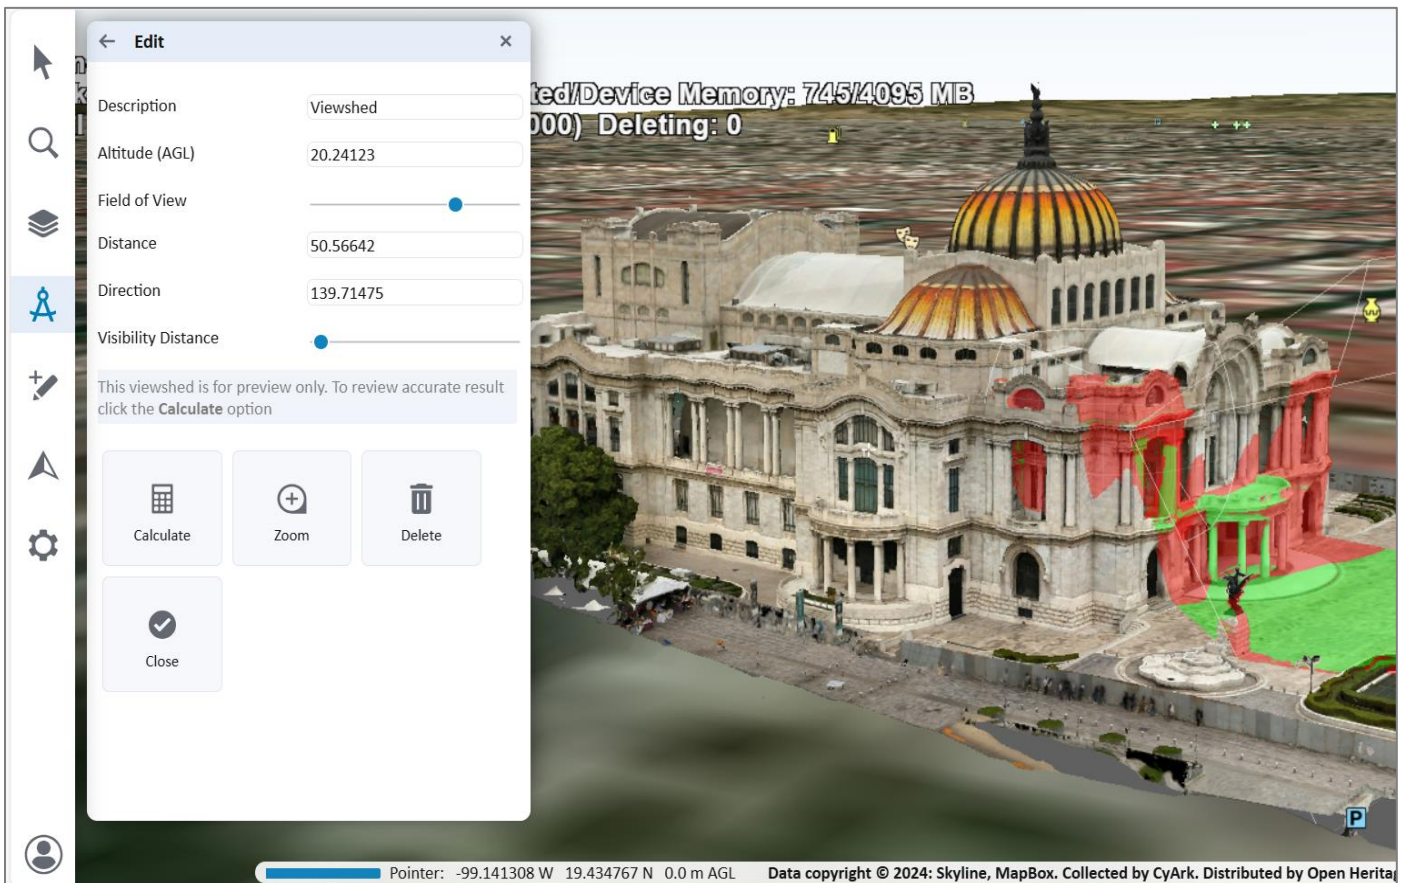 Edit
ted/Device Memory: 745/4095 MB
000) Deleting: 0
Description
Viewshed
Altitude (AGL)
20.24123
Field of View
Distance
50.56642
Direction
139.71475
Visibility Distance
This viewshed is for preview only. To review accurate result
click the Calculate option
Calculate
Zoom
Delete
Close
P
Pointer: -99.141308 W 19.434767 N 0.0 m AGL
Data copyright © 2024: Skyline, MapBox. Collected by CyArk. Distributed by Open Heritag